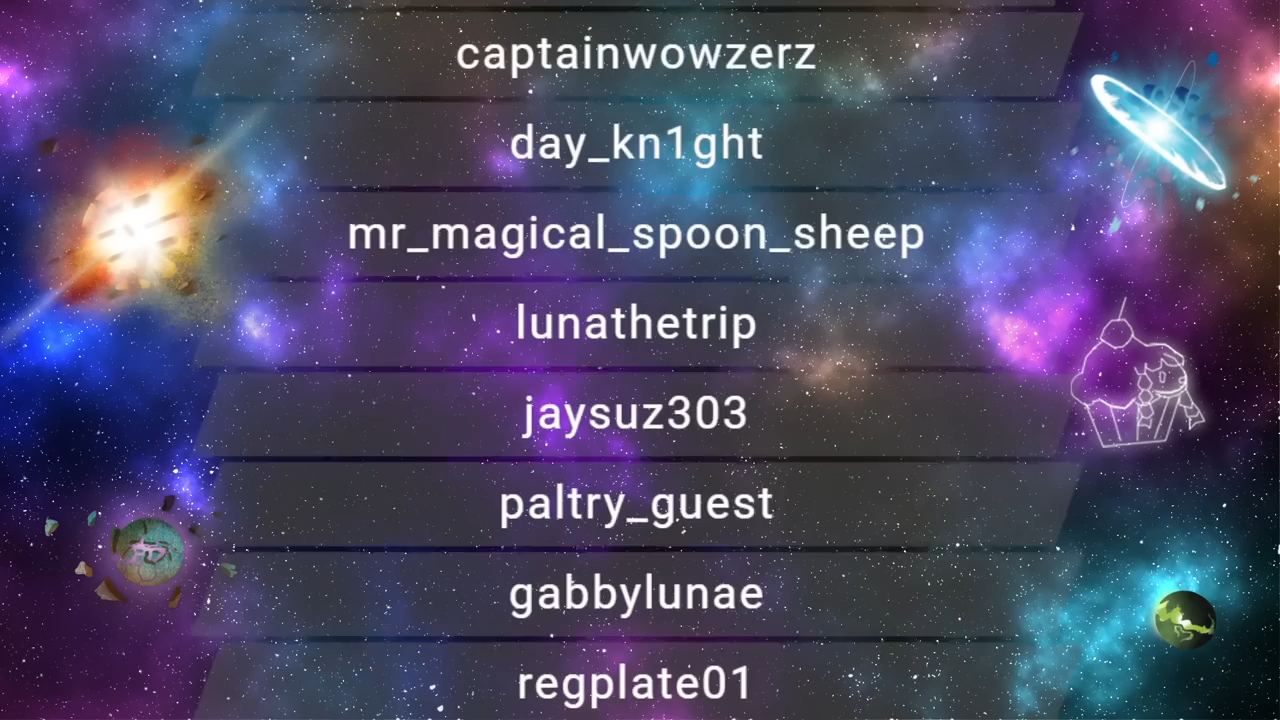 captainwowzerz
day_kn1ght
mr_magical_spoon_sheep
lunathetrip
jaysuz303
paltry_guest
gabbylunae
regplate01